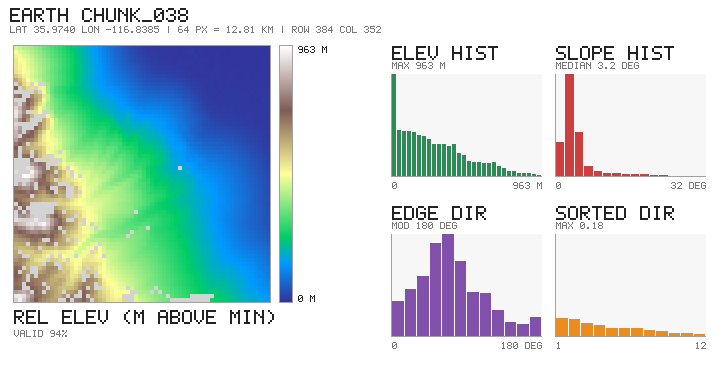 EARTH CHUNK_038
LAT 35.9740 LON -116.8385 | 64 PX = 12.81 KM | ROW 384 COL 352
963 M
0 M
REL ELEV (M ABOVE MIN)
VALID 94%
ELEV HIST
MAX 963 M
0 963 M
SLOPE HIST
MEDIAN 3.2 DEG
0 32 DEG
EDGE DIR
MOD 180 DEG
0 180 DEG
SORTED DIR
MAX 0.18
1 12